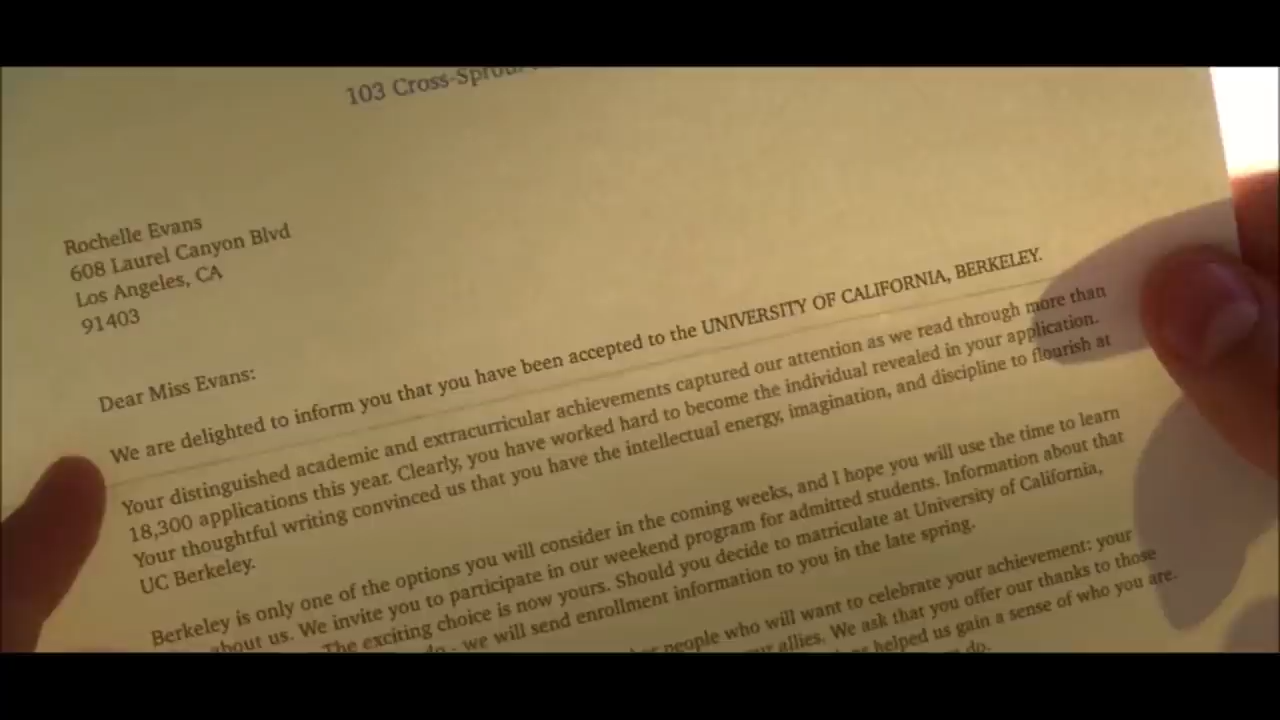 103 Cross-Sprou
Rochelle Evans
608 Laurel Canyon Blvd
Los Angeles, CA
91403
Dear Miss Evans:
We are delighted to inform you that you have been accepted to the UNIVERSITY OF CALIFORNIA, BERKELEY.
Your distinguished academic and extracurricular achievements captured our attention as we read through more than
18,300 applications this year. Clearly, you have worked hard to become the individual revealed in your application.
Your thoughtful writing convinced us that you have the intellectual energy, imagination, and discipline to flourish at
UC Berkeley.
Berkeley is only one of the options you will consider in the coming weeks, and I hope you will use the time to learn
about us. We invite you to participate in our weekend program for admitted students. Information about that
The exciting choice is now yours. Should you decide to matriculate at University of California,
do - we will send enrollment information to you in the late spring.
people who will want to celebrate your achievement: your
allies. We ask that you offer our thanks to those
helped us gain a sense of who you are.
do.